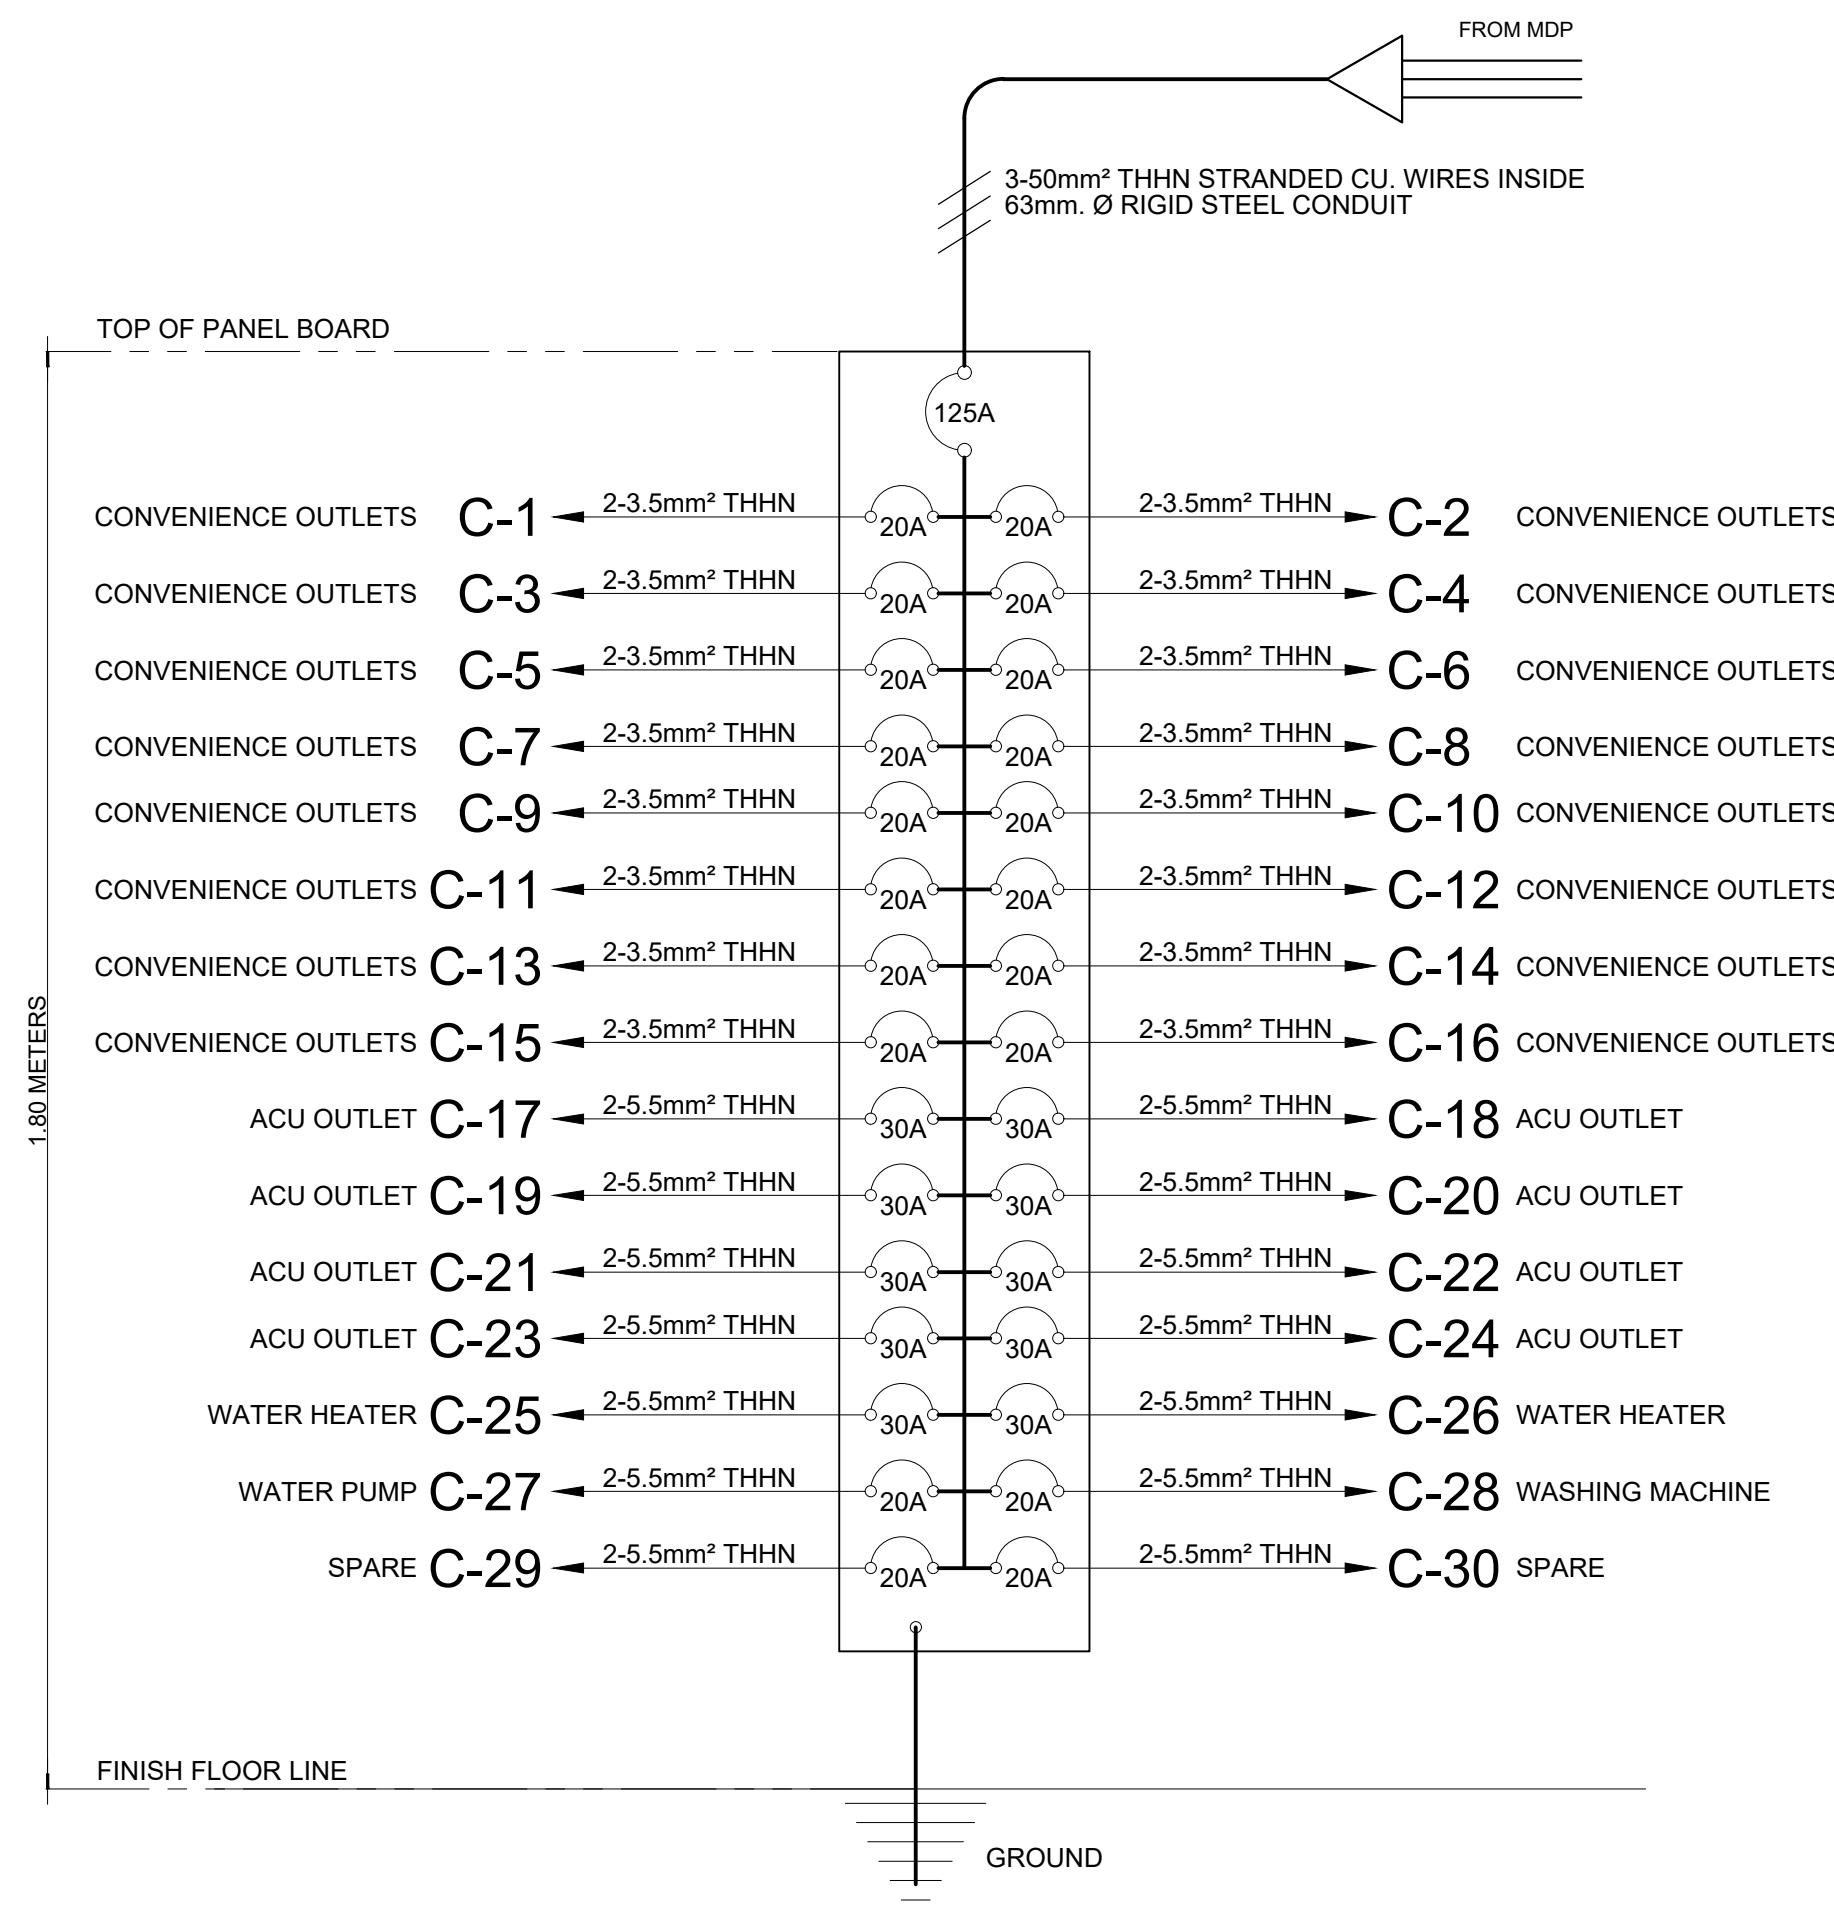 FROM MDP
3-50mm² THHN STRANDED CU. WIRES INSIDE
63mm. Ø RIGID STEEL CONDUIT
TOP OF PANEL BOARD
125A
CONVENIENCE OUTLETS C-1 2-3.5mm² THHN 20A 20A 2-3.5mm² THHN C-2 CONVENIENCE OUTLETS
CONVENIENCE OUTLETS C-3 2-3.5mm² THHN 20A 20A 2-3.5mm² THHN C-4 CONVENIENCE OUTLETS
CONVENIENCE OUTLETS C-5 2-3.5mm² THHN 20A 20A 2-3.5mm² THHN C-6 CONVENIENCE OUTLETS
CONVENIENCE OUTLETS C-7 2-3.5mm² THHN 20A 20A 2-3.5mm² THHN C-8 CONVENIENCE OUTLETS
CONVENIENCE OUTLETS C-9 2-3.5mm² THHN 20A 20A 2-3.5mm² THHN C-10 CONVENIENCE OUTLETS
CONVENIENCE OUTLETS C-11 2-3.5mm² THHN 20A 20A 2-3.5mm² THHN C-12 CONVENIENCE OUTLETS
CONVENIENCE OUTLETS C-13 2-3.5mm² THHN 20A 20A 2-3.5mm² THHN C-14 CONVENIENCE OUTLETS
CONVENIENCE OUTLETS C-15 2-3.5mm² THHN 20A 20A 2-3.5mm² THHN C-16 CONVENIENCE OUTLETS
1.80 METERS
ACU OUTLET C-17 2-5.5mm² THHN 30A 30A 2-5.5mm² THHN C-18 ACU OUTLET
ACU OUTLET C-19 2-5.5mm² THHN 30A 30A 2-5.5mm² THHN C-20 ACU OUTLET
ACU OUTLET C-21 2-5.5mm² THHN 30A 30A 2-5.5mm² THHN C-22 ACU OUTLET
ACU OUTLET C-23 2-5.5mm² THHN 30A 30A 2-5.5mm² THHN C-24 ACU OUTLET
WATER HEATER C-25 2-5.5mm² THHN 30A 30A 2-5.5mm² THHN C-26 WATER HEATER
WATER PUMP C-27 2-5.5mm² THHN 20A 20A 2-5.5mm² THHN C-28 WASHING MACHINE
SPARE C-29 2-5.5mm² THHN 20A 20A 2-5.5mm² THHN C-30 SPARE
FINISH FLOOR LINE
GROUND